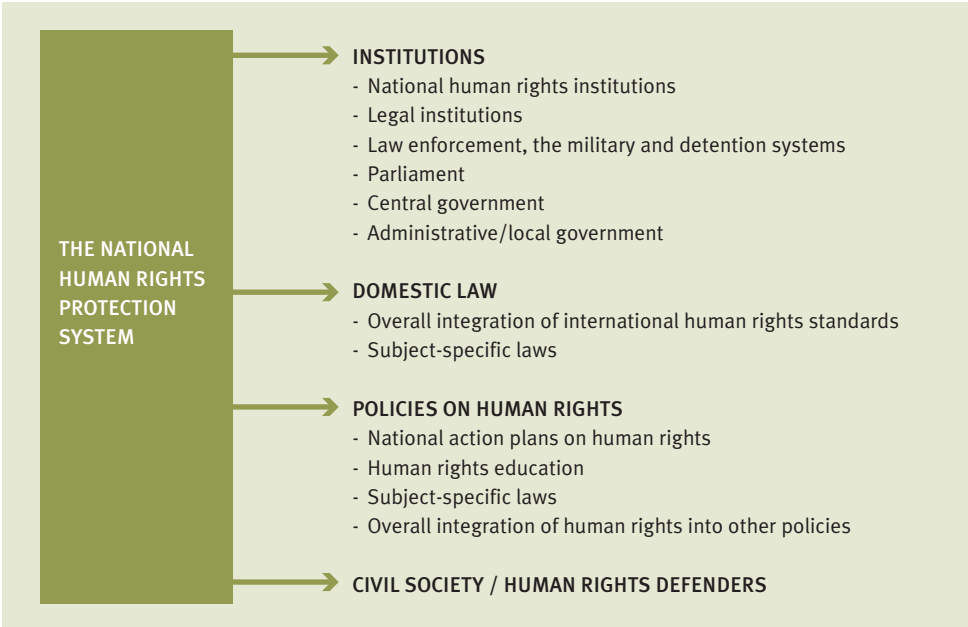 THE NATIONAL
HUMAN RIGHTS
PROTECTION
SYSTEM
INSTITUTIONS
- National human rights institutions
- Legal institutions
- Law enforcement, the military and detention systems
- Parliament
- Central government
- Administrative/local government
DOMESTIC LAW
- Overall integration of international human rights standards
- Subject-specific laws
POLICIES ON HUMAN RIGHTS
- National action plans on human rights
- Human rights education
- Subject-specific laws
- Overall integration of human rights into other policies
CIVIL SOCIETY / HUMAN RIGHTS DEFENDERS